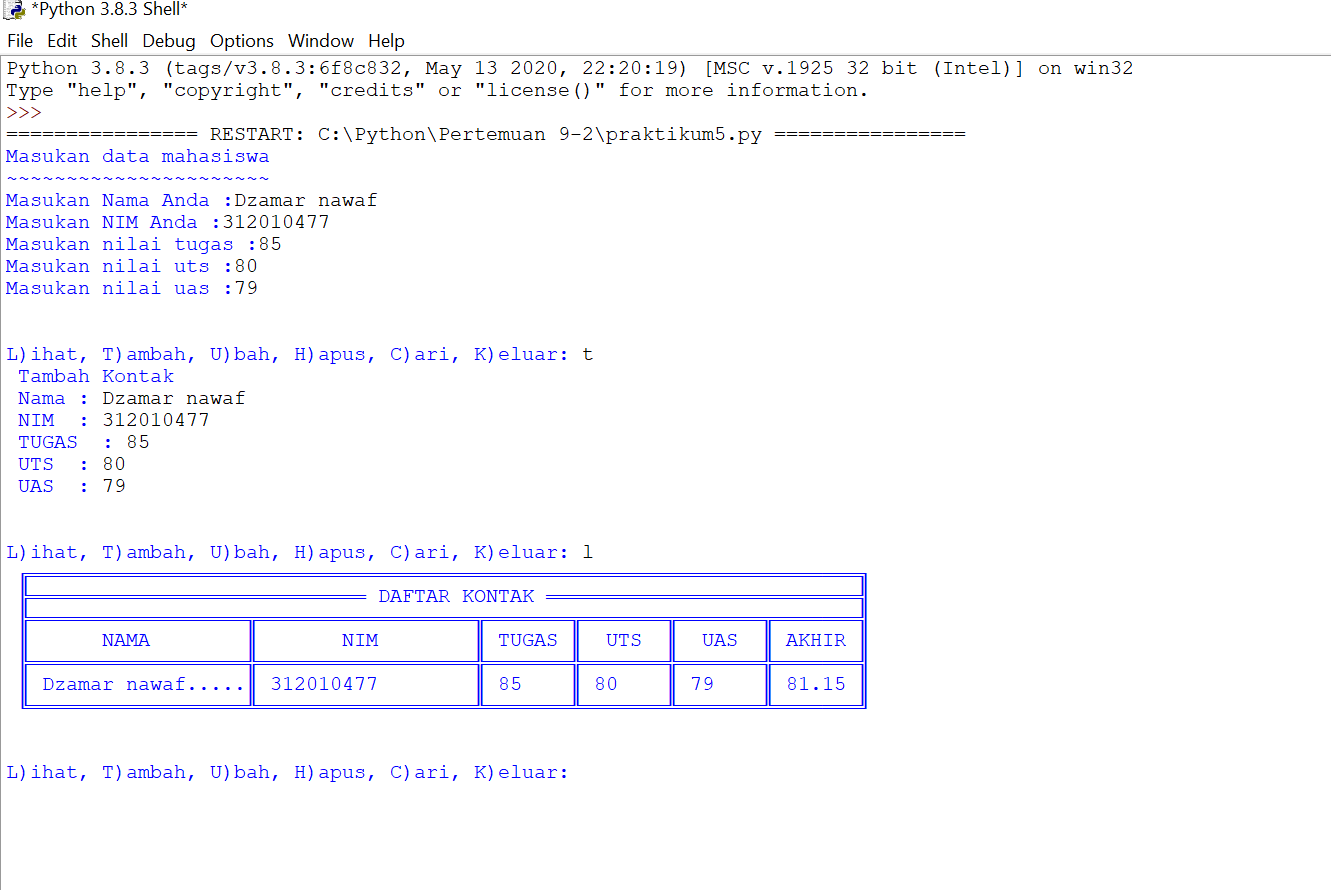 *Python 3.8.3 Shell*
File Edit Shell Debug Options Window Help
Python 3.8.3 (tags/v3.8.3:6f8c832, May 13 2020, 22:20:19) [MSC v.1925 32 bit (Intel)] on win32
Type "help", "copyright", "credits" or "license()" for more information.
>>>
================ RESTART: C:\Python\Pertemuan 9-2\praktikum5.py ================
Masukan data mahasiswa
~~~~~~~~~~~~~~~~~~~~~~
Masukan Nama Anda :Dzamar nawaf
Masukan NIM Anda :312010477
Masukan nilai tugas :85
Masukan nilai uts :80
Masukan nilai uas :79
L)ihat, T)ambah, U)bah, H)apus, C)ari, K)eluar: t
Tambah Kontak
Nama : Dzamar nawaf
NIM : 312010477
TUGAS : 85
UTS : 80
UAS : 79
L)ihat, T)ambah, U)bah, H)apus, C)ari, K)eluar: l
DAFTAR KONTAK
NAMA NIM TUGAS UTS UAS AKHIR
Dzamar nawaf..... 312010477 85 80 79 81.15
L)ihat, T)ambah, U)bah, H)apus, C)ari, K)eluar: